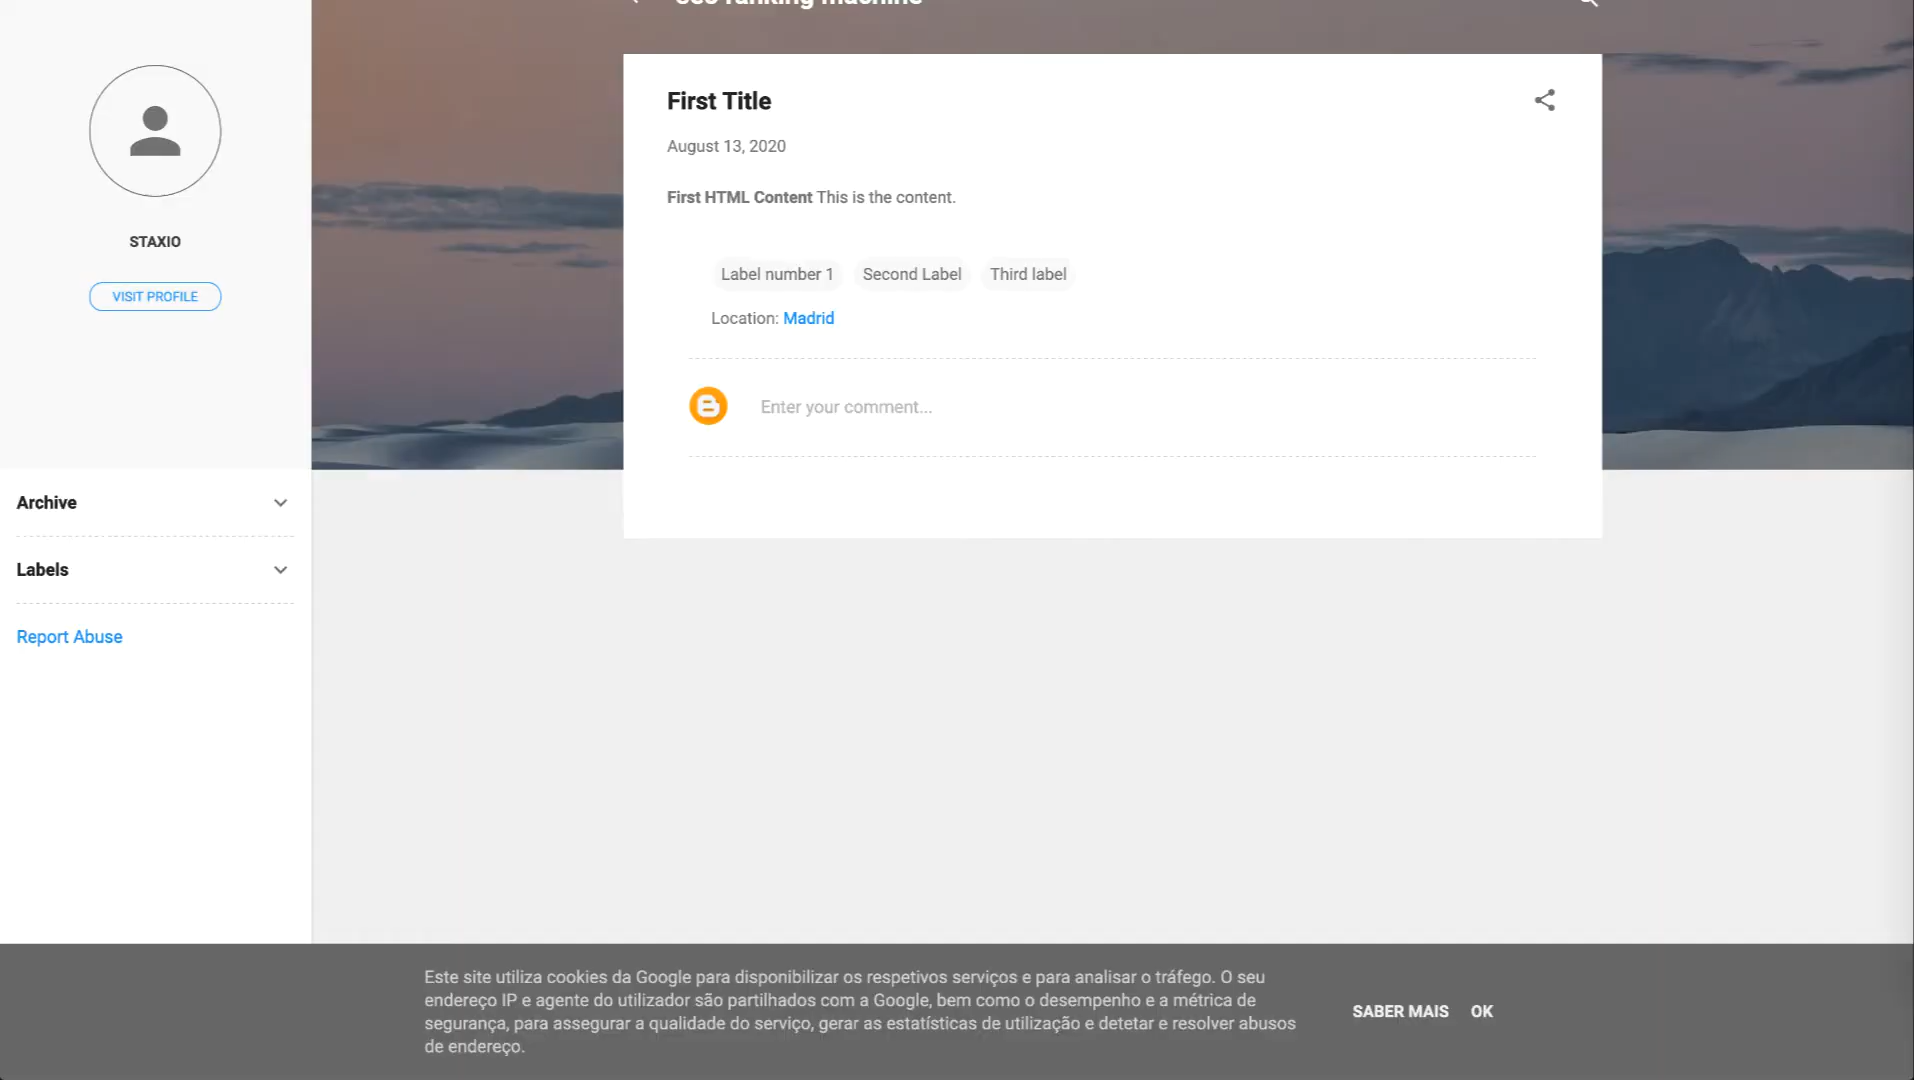 seo ranking machine
STAXIO
VISIT PROFILE
Archive
Labels
Report Abuse
First Title
August 13, 2020
First HTML Content This is the content.
Label number 1 Second Label Third label
Location: Madrid
Enter your comment...
Este site utiliza cookies da Google para disponibilizar os respetivos serviços e para analisar o tráfego. O seu
endereço IP e agente do utilizador são partilhados com a Google, bem como o desempenho e a métrica de
segurança, para assegurar a qualidade do serviço, gerar as estatísticas de utilização e detetar e resolver abusos
de endereço.
SABER MAIS OK